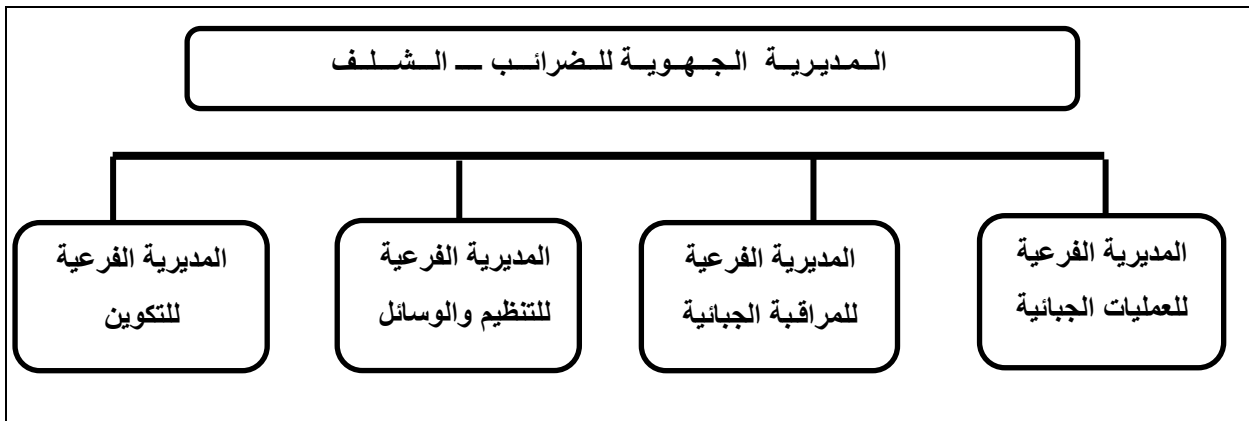 المديرية الجهوية للضرائب – الشلف
المديرية الفرعية
للعمليات الجبائية
المديرية الفرعية
للمراقبة الجبائية
المديرية الفرعية
للتنظيم والوسائل
المديرية الفرعية
للتكوين